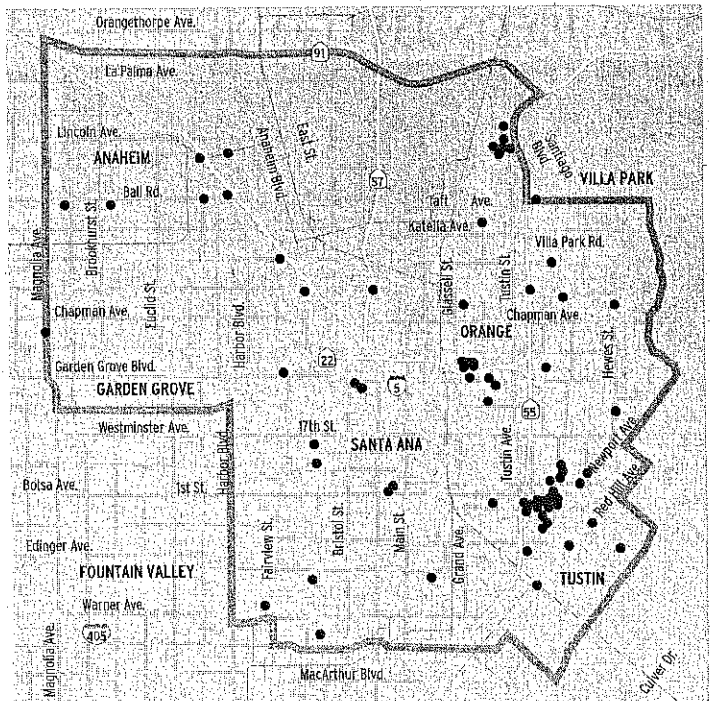 Orangethorpe Ave.
91
La Palma Ave.
Lincoln Ave.
ANAHEIM
Anaheim Blvd.
East St.
Santiago Blvd.
57
VILLA PARK
Ball Rd.
Taft Ave.
Katella Ave.
Magnolia Ave.
Brookhurst St.
Euclid St.
Harbor Blvd.
Glassell St.
Tustin St.
Villa Park Rd.
Chapman Ave.
Chapman Ave.
ORANGE
Hewes St.
Garden Grove Blvd.
22
5
GARDEN GROVE
55
Westminster Ave.
17th St.
SANTA ANA
Harbor Blvd.
Tustin Ave.
Newport Ave.
Bolsa Ave.
1st St.
Red Hill Ave.
Edinger Ave.
Fairview St.
Bristol St.
Main St.
Grand Ave.
FOUNTAIN VALLEY
TUSTIN
Warner Ave.
405
Magnolia Ave.
MacArthur Blvd.
Culver Dr.